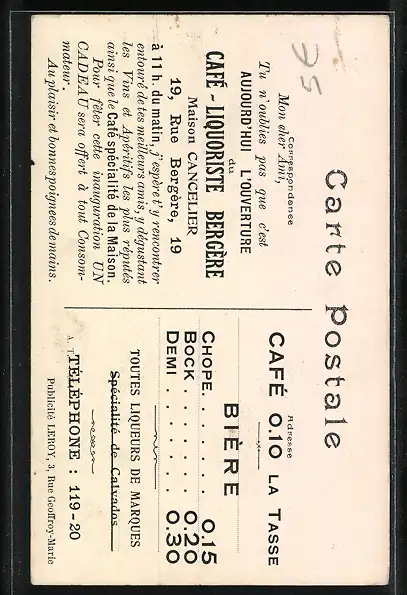 Carte Postale
35
Correspondence
Mon cher Ami,
Tu n'oublies pas que c'est
AUJOURD'HUI L'OUVERTURE
du
CAFÉ - LIQUORISTE BERGÈRE
Maison CANCELIER
19, Rue Bergère, 19
à 11 h. du matin, j'espère t'y rencontrer
entouré de tes meilleurs amis, y dégustant
les Vins et Apéritifs les plus réputés
ainsi que le Café spécialité de la Maison.
Pour fêter cette inauguration UN
CADEAU sera offert à tout Consom-
mateur.
Au plaisir et bonnes poignées de mains.
Adresse
CAFÉ 0.10 LA TASSE
BIÈRE
CHOPE . . . . . . 0.15
BOCK . . . . . . . 0.20
DEMI . . . . . . . 0.30
TOUTES LIQUEURS DE MARQUES
Spécialité de Calvados
TÉLÉPHONE : 119-20
Publicité LEROY, 3, Rue Geoffroy-Marie